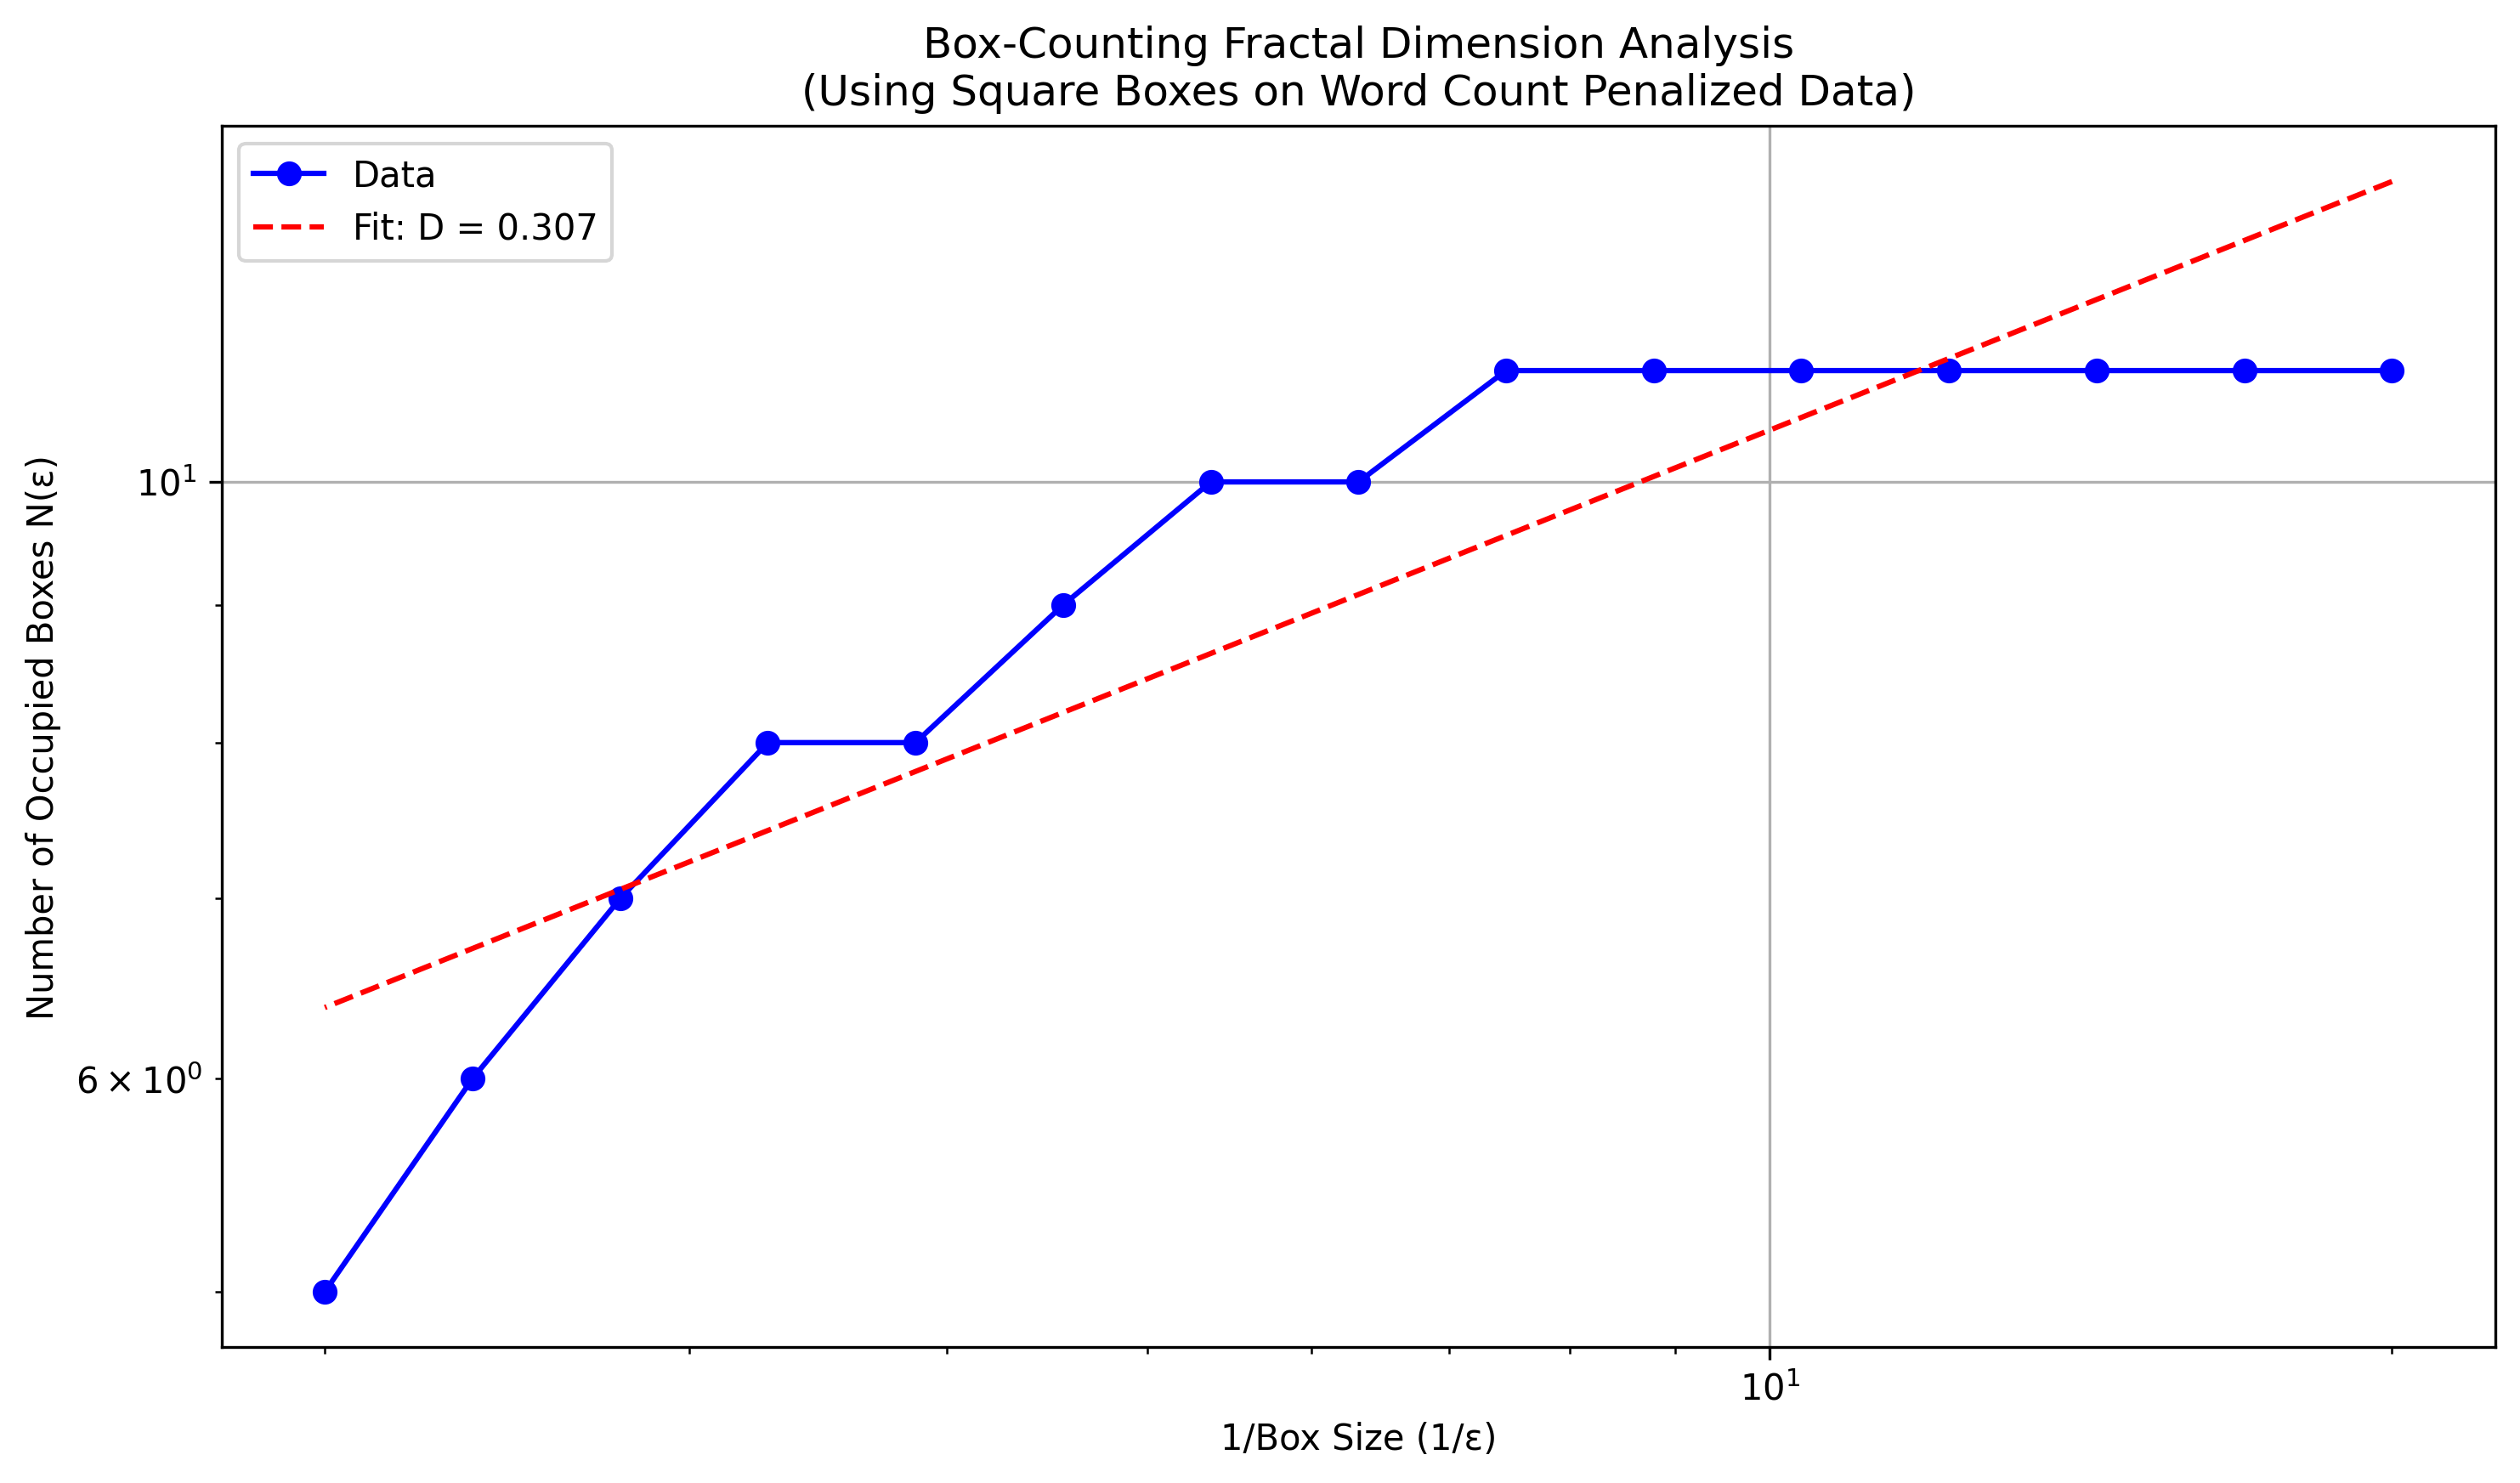 Box-Counting Fractal Dimension Analysis
(Using Square Boxes on Word Count Penalized Data)
Data
Fit: D = 0.307
Number of Occupied Boxes N(ε)
10¹
6 × 10⁰
10¹
1/Box Size (1/ε)